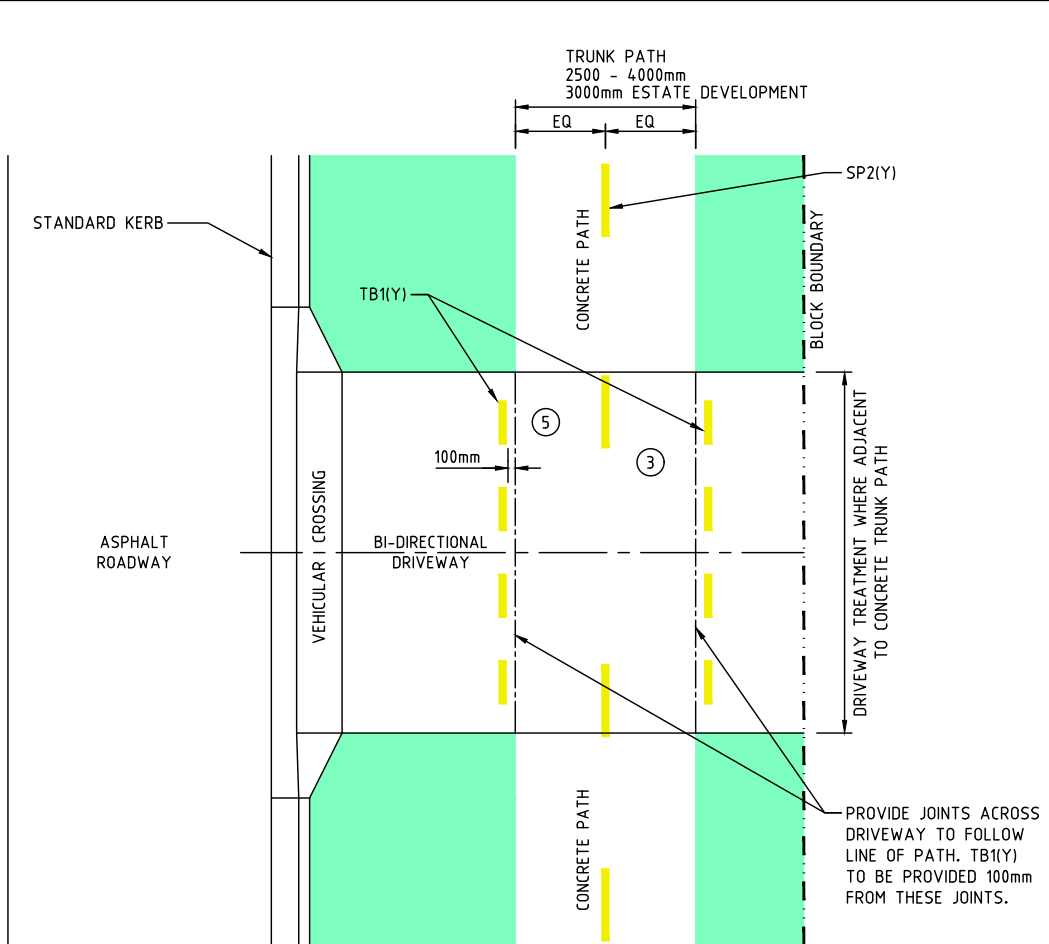 TRUNK PATH
2500 - 4000mm
3000mm ESTATE DEVELOPMENT
EQ
EQ
SP2(Y)
STANDARD KERB
CONCRETE PATH
BLOCK BOUNDARY
TB1(Y)
5
3
100mm
VEHICULAR CROSSING
ASPHALT
ROADWAY
BI-DIRECTIONAL
DRIVEWAY
DRIVEWAY TREATMENT WHERE ADJACENT
TO CONCRETE TRUNK PATH
CONCRETE PATH
PROVIDE JOINTS ACROSS
DRIVEWAY TO FOLLOW
LINE OF PATH. TB1(Y)
TO BE PROVIDED 100mm
FROM THESE JOINTS.